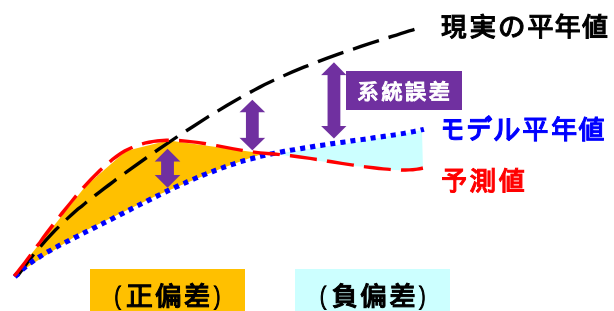 現実の平年値
系統誤差
モデル平年値
予測値
(正偏差)
(負偏差)